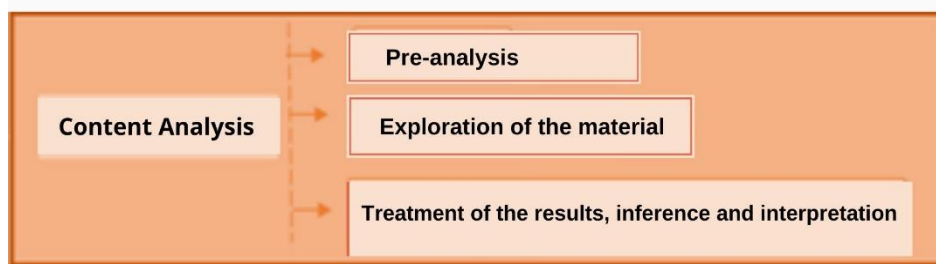 Content Analysis
Pre-analysis
Exploration of the material
Treatment of the results, inference and interpretation